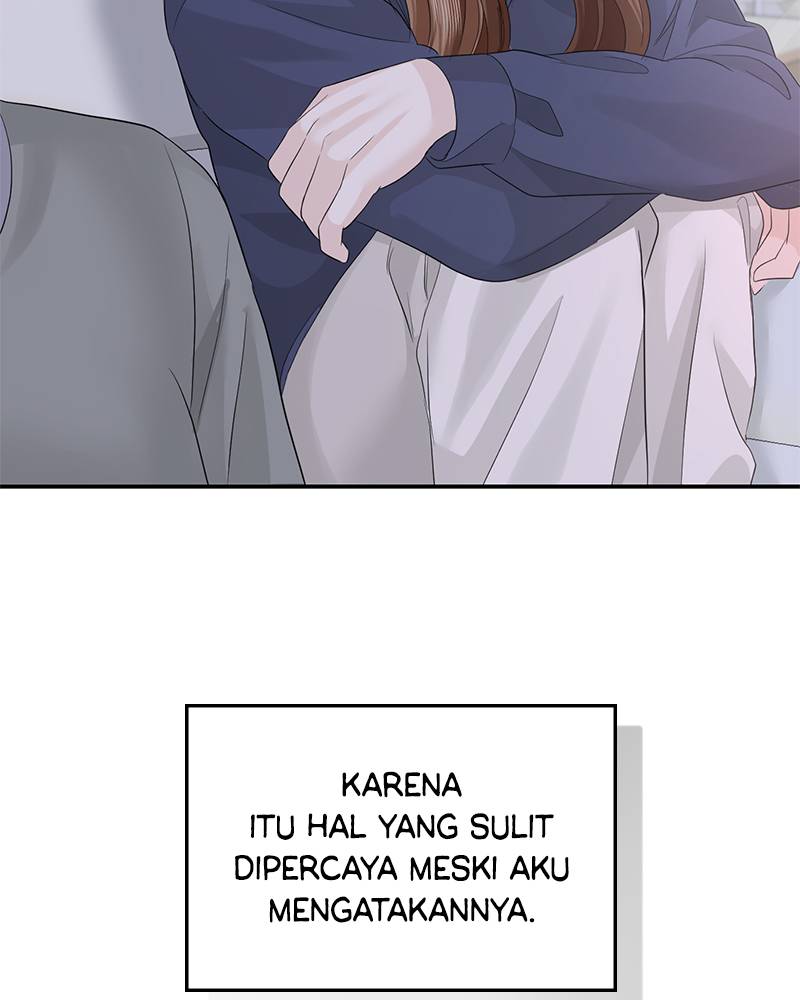 KARENA
ITU HAL YANG SULIT
DIPERCAYA MESKI AKU
MENGATAKANNYA.